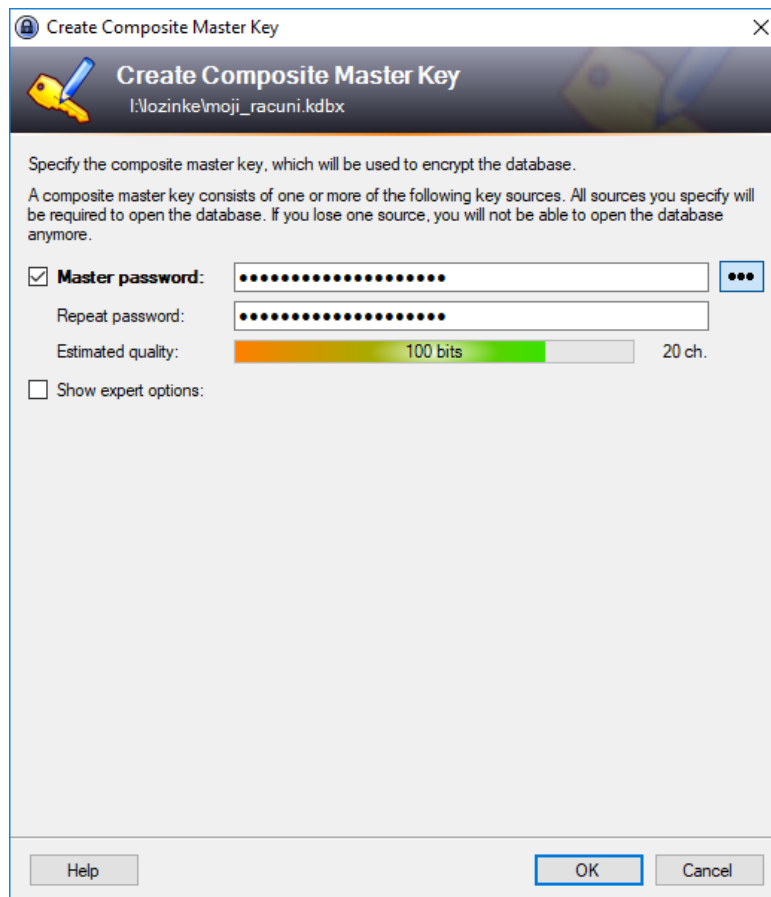 Create Composite Master Key
Create Composite Master Key
I:\lozinke\moji_racuni.kdbx
Specify the composite master key, which will be used to encrypt the database.
A composite master key consists of one or more of the following key sources. All sources you specify will
be required to open the database. If you lose one source, you will not be able to open the database
anymore.
Master password: ●●●●●●●●●●●●●●●●●●●● ●●●
Repeat password: ●●●●●●●●●●●●●●●●●●●●
Estimated quality: 100 bits 20 ch.
Show expert options:
Help OK Cancel